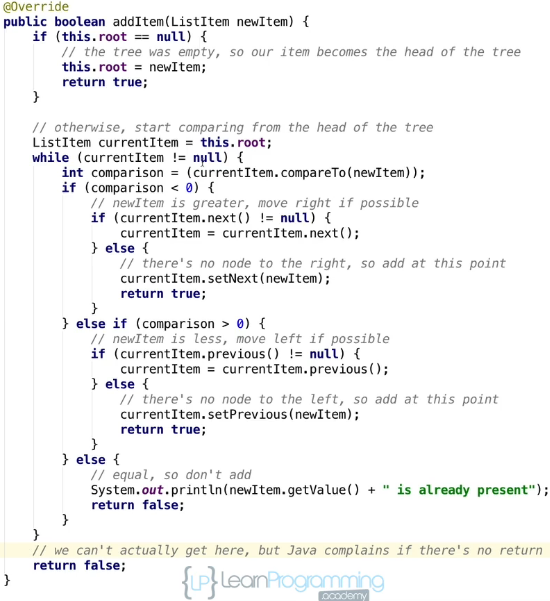 @Override
public boolean addItem(ListItem newItem) {
    if (this.root == null) {
        // the tree was empty, so our item becomes the head of the tree
        this.root = newItem;
        return true;
    }

    // otherwise, start comparing from the head of the tree
    ListItem currentItem = this.root;
    while (currentItem != null) {
        int comparison = (currentItem.compareTo(newItem));
        if (comparison < 0) {
            // newItem is greater, move right if possible
            if (currentItem.next() != null) {
                currentItem = currentItem.next();
            } else {
                // there's no node to the right, so add at this point
                currentItem.setNext(newItem);
                return true;
            }
        } else if (comparison > 0) {
            // newItem is less, move left if possible
            if (currentItem.previous() != null) {
                currentItem = currentItem.previous();
            } else {
                // there's no node to the left, so add at this point
                currentItem.setPrevious(newItem);
                return true;
            }
        } else {
            // equal, so don't add
            System.out.println(newItem.getValue() + " is already present");
            return false;
        }
    }
    // we can't actually get here, but Java complains if there's no return
    return false;
}
{LP} LearnProgramming
.academy